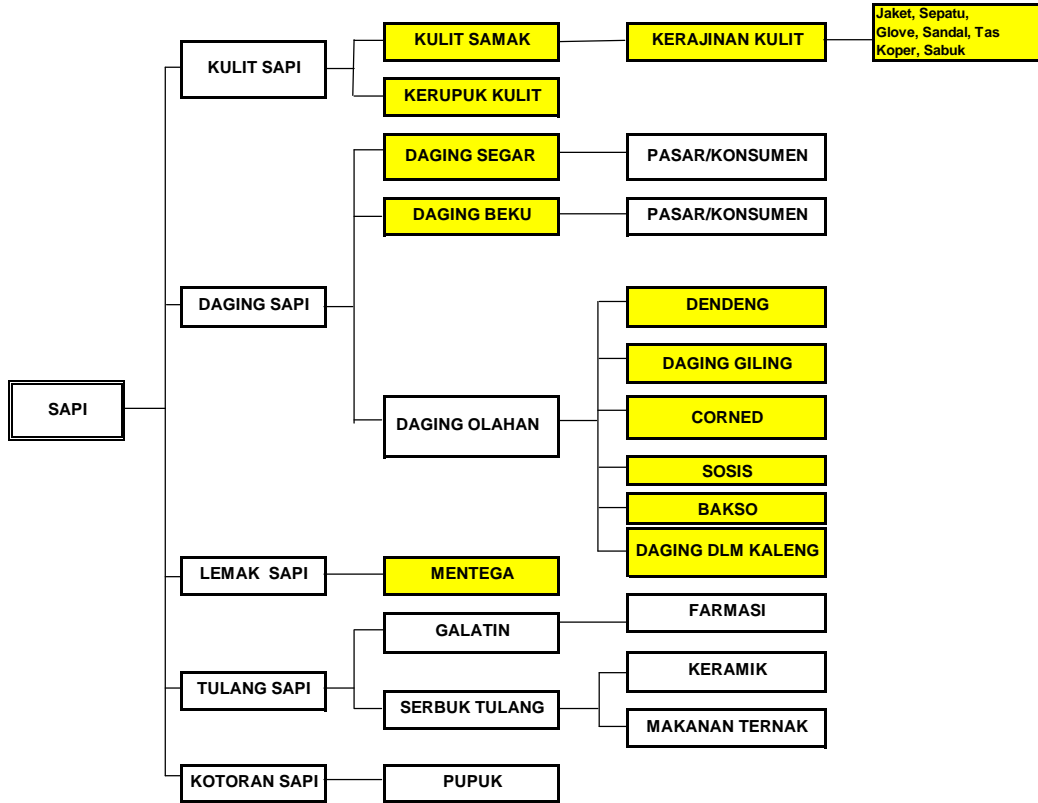 Jaket, Sepatu,
Glove, Sandal, Tas
Koper, Sabuk
KULIT SAMAK
KERAJINAN KULIT
KULIT SAPI
KERUPUK KULIT
DAGING SEGAR
PASAR/KONSUMEN
DAGING BEKU
PASAR/KONSUMEN
DAGING SAPI
DENDENG
DAGING GILING
SAPI
DAGING OLAHAN
CORNED
SOSIS
BAKSO
DAGING DLM KALENG
LEMAK SAPI
MENTEGA
GALATIN
FARMASI
TULANG SAPI
SERBUK TULANG
KERAMIK
MAKANAN TERNAK
KOTORAN SAPI
PUPUK